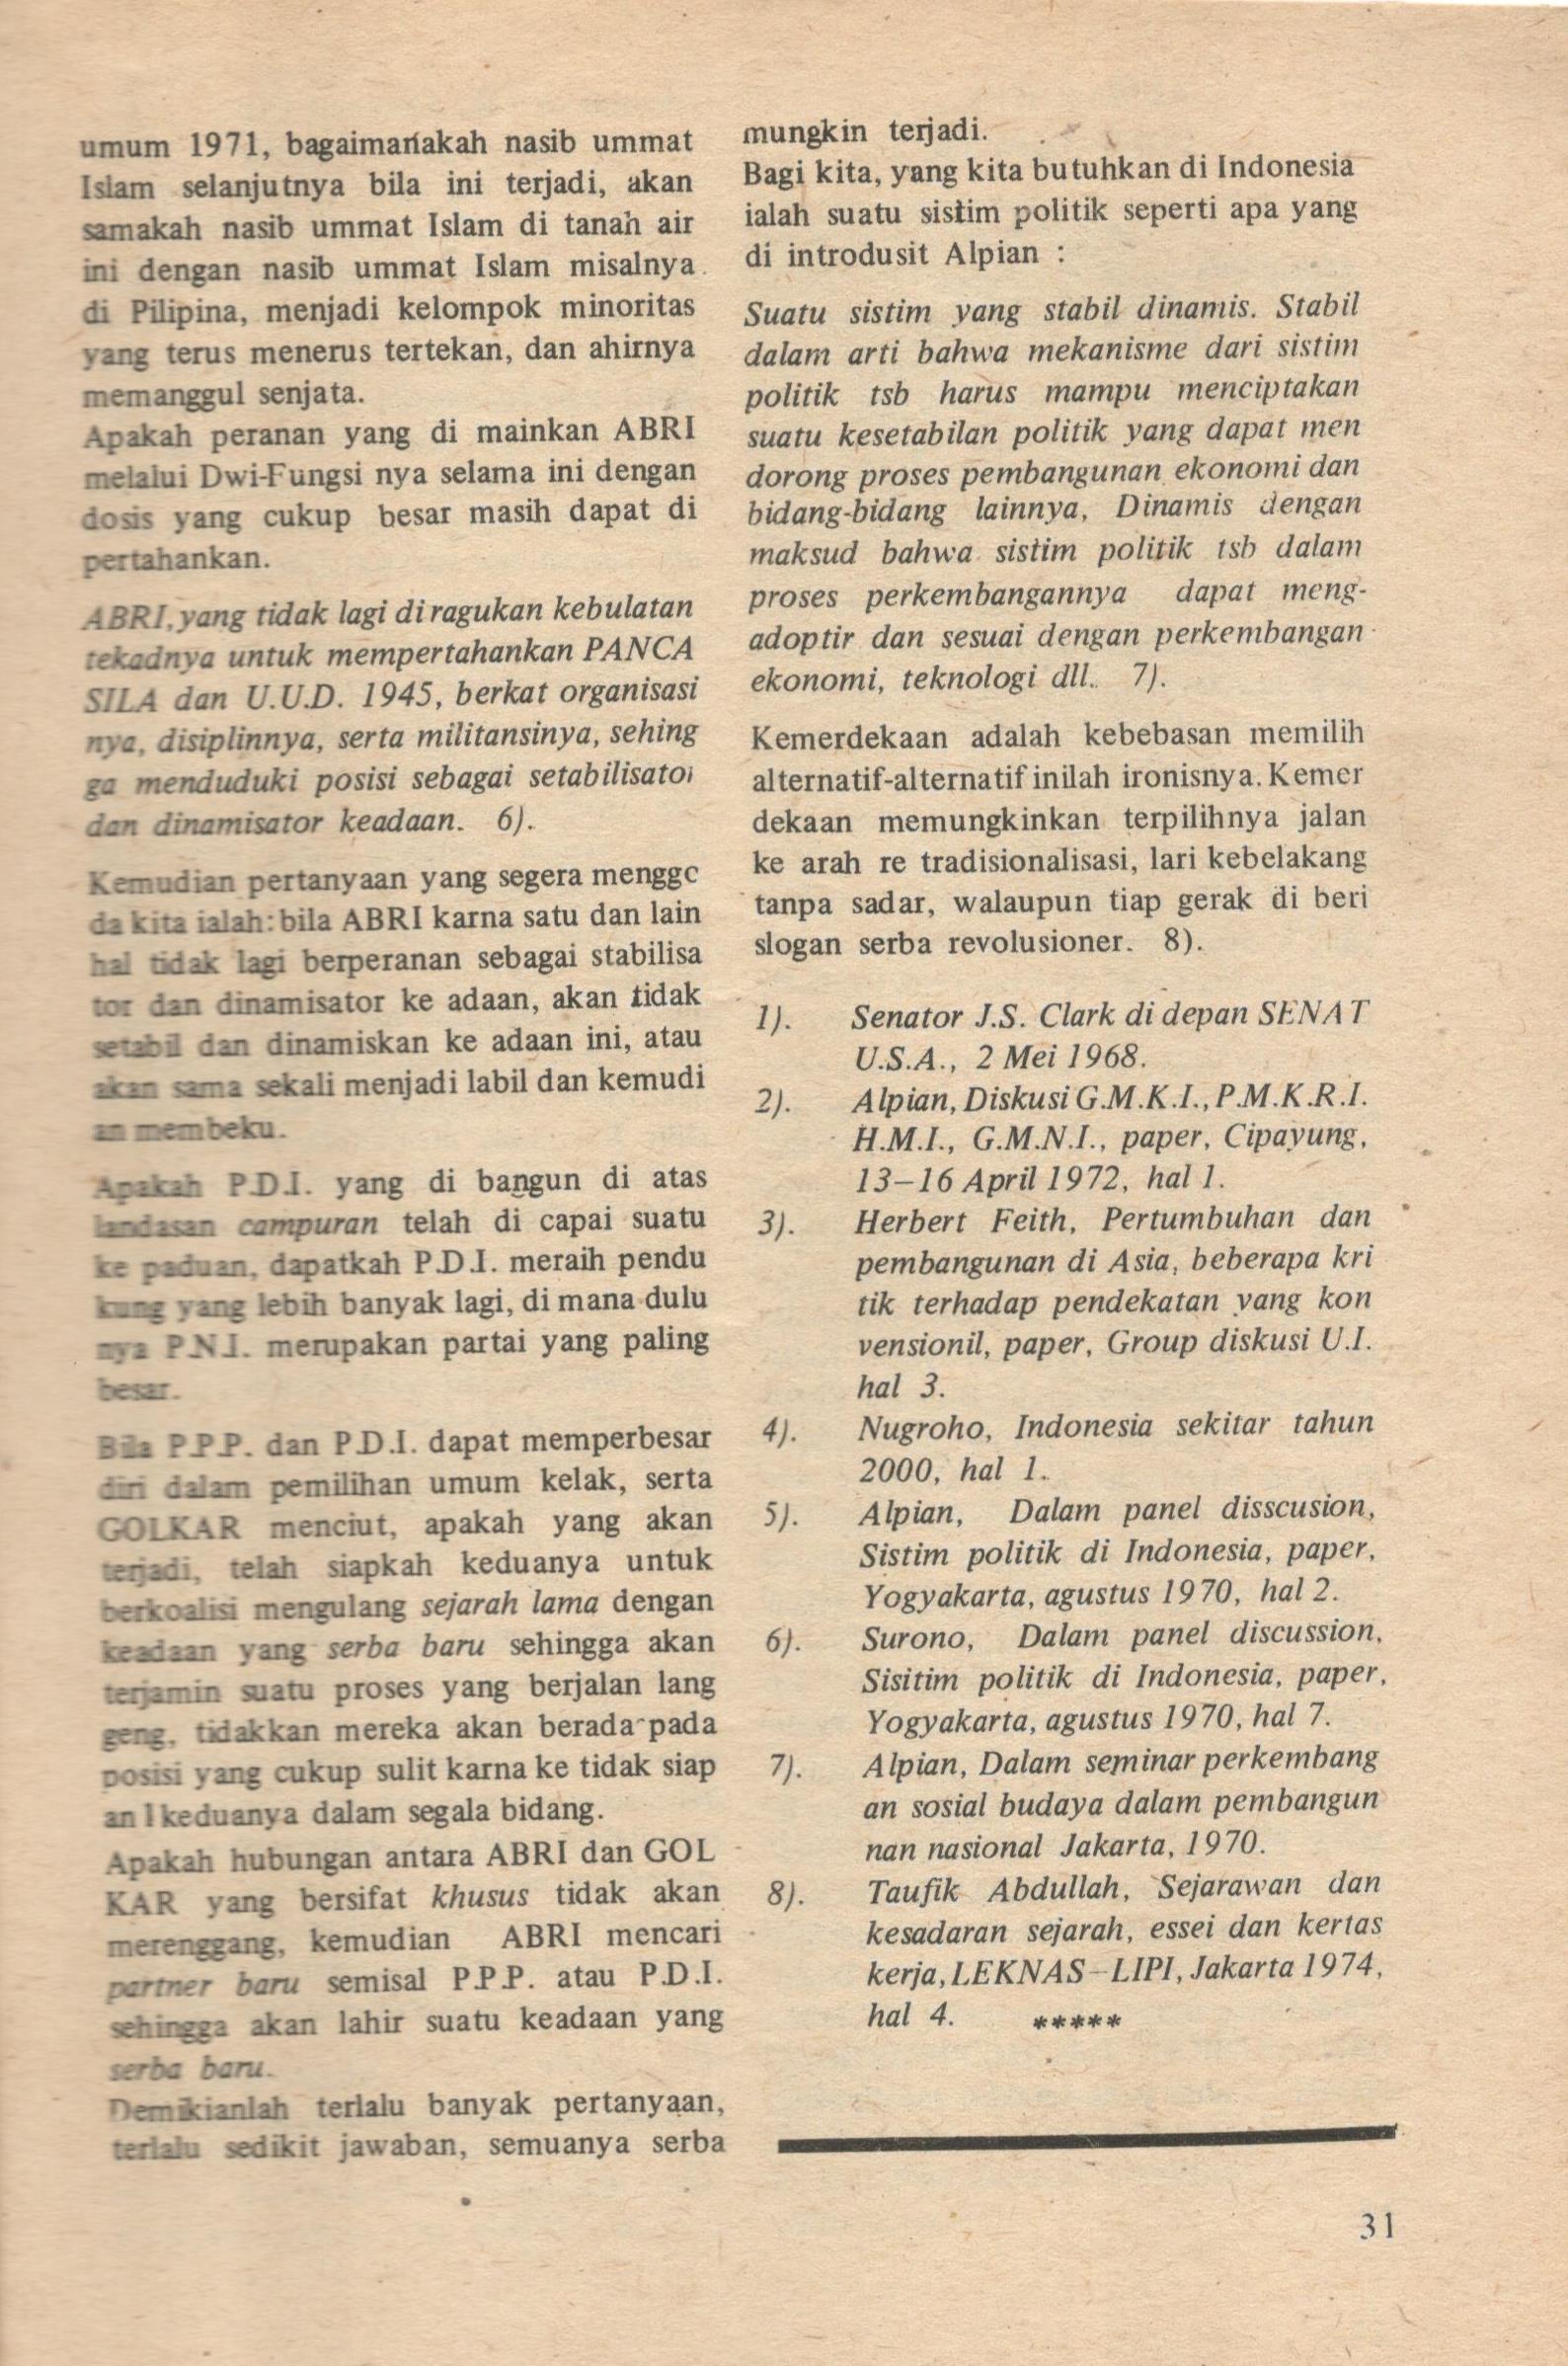 umum 1971, bagaimanakah nasib ummat
Islam selanjutnya bila ini terjadi, akan
samakah nasib ummat Islam di tanah air
ini dengan nasib ummat Islam misalnya
di Pilipina, menjadi kelompok minoritas
yang terus menerus tertekan, dan ahirnya
memanggul senjata.
Apakah peranan yang di mainkan ABRI
melalui Dwi-Fungsi nya selama ini dengan
dosis yang cukup besar masih dapat di
pertahankan.
ABRI, yang tidak lagi diragukan kebulatan
tekadnya untuk mempertahankan PANCA
SILA dan U.U.D. 1945, berkat organisasi
nya, disiplinnya, serta militansinya, sehing
ga menduduki posisi sebagai setabilisator
dan dinamisator keadaan. 6).
Kemudian pertanyaan yang segera menggo
da kita ialah: bila ABRI karna satu dan lain
hal tidak lagi berperanan sebagai stabilisa
tor dan dinamisator ke adaan, akan tidak
setabil dan dinamiskan ke adaan ini, atau
akan sama sekali menjadi labil dan kemudi
an membeku.
Apakah P.D.I. yang di bangun di atas
landasan campuran telah di capai suatu
ke paduan, dapatkah P.D.I. meraih pendu
kung yang lebih banyak lagi, di mana dulu
nya P.N.I. merupakan partai yang paling
besar.
Bila P.P.P. dan P.D.I. dapat memperbesar
diri dalam pemilihan umum kelak, serta
GOLKAR menciut, apakah yang akan
terjadi, telah siapkah keduanya untuk
berkoalisi mengulang sejarah lama dengan
keadaan yang serba baru sehingga akan
terjamin suatu proses yang berjalan lang
geng, tidakkan mereka akan berada pada
posisi yang cukup sulit karna ke tidak siap
an keduanya dalam segala bidang.
Apakah hubungan antara ABRI dan GOL
KAR yang bersifat khusus tidak akan
merenggang, kemudian ABRI mencari
partner baru semisal P.P.P. atau P.D.I.
sehingga akan lahir suatu keadaan yang
serba baru.
Demikianlah terlalu banyak pertanyaan,
terlalu sedikit jawaban, semuanya serba
mungkin terjadi.
Bagi kita, yang kita butuhkan di Indonesia
ialah suatu sistim politik seperti apa yang
di introdusit Alpian :
Suatu sistim yang stabil dinamis. Stabil
dalam arti bahwa mekanisme dari sistim
politik tsb harus mampu menciptakan
suatu kesetabilan politik yang dapat men
dorong proses pembangunan ekonomi dan
bidang-bidang lainnya, Dinamis dengan
maksud bahwa sistim politik tsb dalam
proses perkembangannya dapat meng-
adoptir dan sesuai dengan perkembangan
ekonomi, teknologi dll. 7).
Kemerdekaan adalah kebebasan memilih
alternatif-alternatif inilah ironisnya. Kemer
dekaan memungkinkan terpilihnya jalan
ke arah re tradisionalisasi, lari kebelakang
tanpa sadar, walaupun tiap gerak di beri
slogan serba revolusioner. 8).
1). Senator J.S. Clark di depan SENAT
U.S.A., 2 Mei 1968.
2). Alpian, Diskusi G.M.K.I., P.M.K.R.I.
H.M.I., G.M.N.I., paper, Cipayung,
13–16 April 1972, hal 1.
3). Herbert Feith, Pertumbuhan dan
pembangunan di Asia, beberapa kri
tik terhadap pendekatan yang kon
vensionil, paper, Group diskusi U.I.
hal 3.
4). Nugroho, Indonesia sekitar tahun
2000, hal 1.
5). Alpian, Dalam panel disscusion,
Sistim politik di Indonesia, paper,
Yogyakarta, agustus 1970, hal 2.
6). Surono, Dalam panel discussion,
Sisitim politik di Indonesia, paper,
Yogyakarta, agustus 1970, hal 7.
7). Alpian, Dalam seminar perkembang
an sosial budaya dalam pembangun
nan nasional Jakarta, 1970.
8). Taufik Abdullah, Sejarawan dan
kesadaran sejarah, essei dan kertas
kerja, LEKNAS–LIPI, Jakarta 1974,
hal 4. *****
31